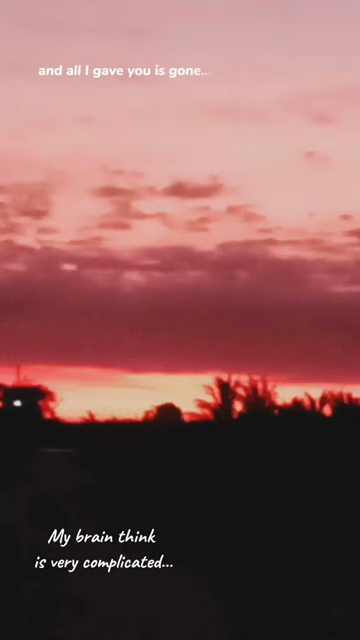 and all I gave you is gone...
My brain think
is very complicated...